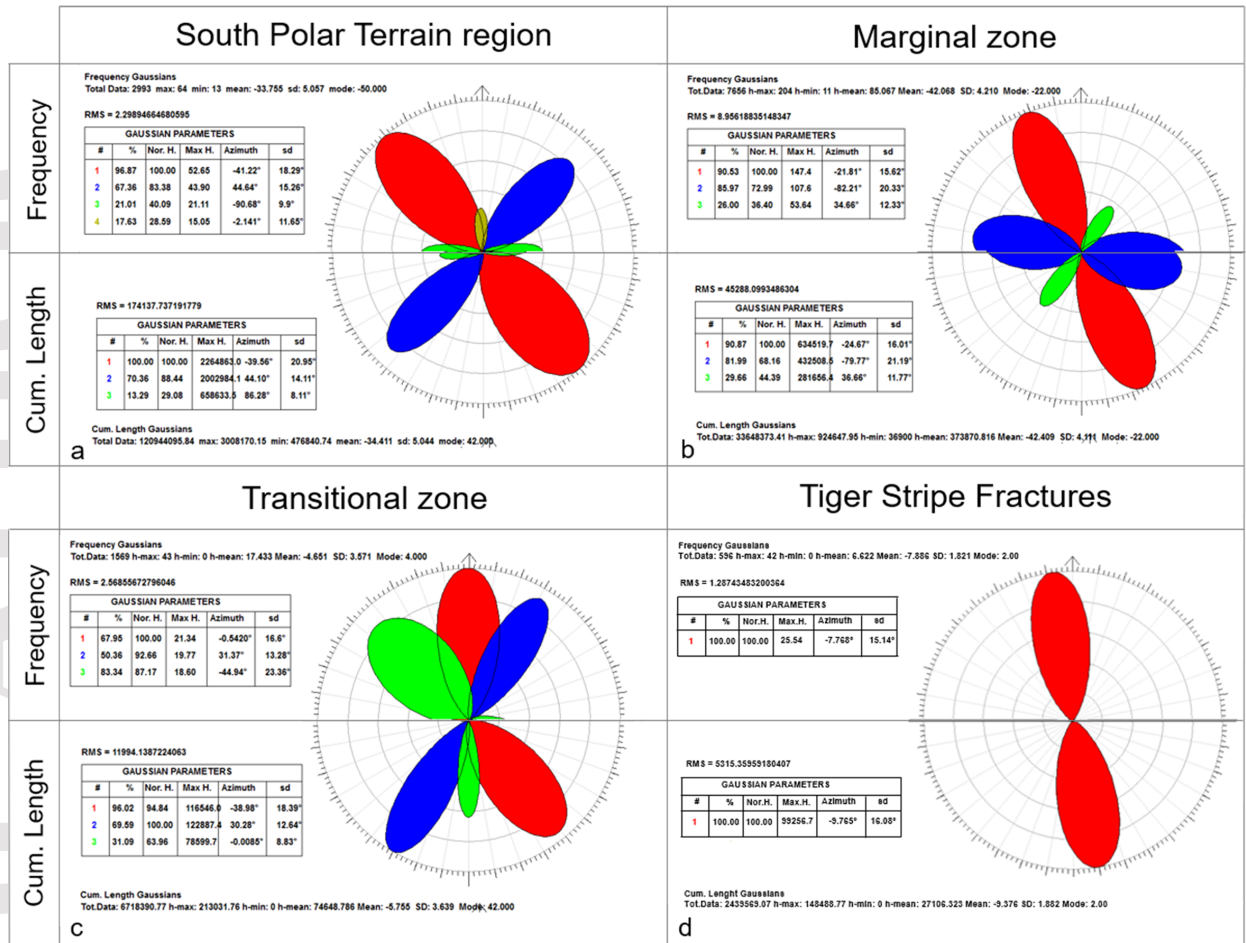 South Polar Terrain region
Marginal zone
Frequency
Frequency Gaussians
Total Data: 2993 max: 64 min: 13 mean: -33.755 sd: 5.057 mode: -50.000
RMS = 2.29894664680595
GAUSSIAN PARAMETERS
# % Nor. H. Max H. Azimuth sd
1 96.87 100.00 52.65 -41.22° 18.29°
2 67.36 83.38 43.90 44.64° 15.26°
3 21.01 40.09 21.11 -90.68° 9.9°
4 17.63 28.59 15.05 -2.141° 11.65°
Frequency Gaussians
Tot.Data: 7656 h-max: 204 h-min: 11 h-mean: 85.067 Mean: -42.068 SD: 4.210 Mode: -22.000
RMS = 8.95618835148347
GAUSSIAN PARAMETERS
# % Nor. H. Max H. Azimuth sd
1 90.53 100.00 147.4 -21.81° 15.62°
2 85.97 72.99 107.6 -82.21° 20.33°
3 26.00 36.40 53.64 34.66° 12.33°
Cum. Length
RMS = 174137.737191779
GAUSSIAN PARAMETERS
# % Nor. H. Max H. Azimuth sd
1 100.00 100.00 2264863.0 -39.56° 20.95°
2 70.36 88.44 2002984.1 44.10° 14.11°
3 13.29 29.08 658633.5 86.28° 8.11°
Cum. Length Gaussians
Total Data: 120944095.84 max: 3008170.15 min: 476840.74 mean: -34.411 sd: 5.044 mode: 42.000
a
RMS = 45288.0993486304
GAUSSIAN PARAMETERS
# % Nor. H. Max H. Azimuth sd
1 90.87 100.00 634519.7 -24.67° 16.01°
2 81.99 68.16 432508.5 -79.77° 21.19°
3 29.66 44.39 281656.4 36.66° 11.77°
Cum. Length Gaussians
Tot.Data: 33648373.41 h-max: 924647.95 h-min: 36900 h-mean: 373870.816 Mean: -42.409 SD: 4.111 Mode: -22.000
b
Transitional zone
Tiger Stripe Fractures
Frequency
Frequency Gaussians
Tot.Data: 1569 h-max: 43 h-min: 0 h-mean: 17.433 Mean: -4.651 SD: 3.571 Mode: 4.000
RMS = 2.56855672796046
GAUSSIAN PARAMETERS
# % Nor. H. Max H. Azimuth sd
1 67.95 100.00 21.34 -0.5420° 16.6°
2 50.36 92.66 19.77 31.37° 13.28°
3 83.34 87.17 18.60 -44.94° 23.36°
Frequency Gaussians
Tot.Data: 596 h-max: 42 h-min: 0 h-mean: 6.622 Mean: -7.886 SD: 1.821 Mode: 2.00
RMS = 1.28743483200364
GAUSSIAN PARAMETERS
# % Nor.H. Max.H. Azimuth sd
1 100.00 100.00 25.54 -7.768° 15.14°
Cum. Length
RMS = 11994.1387224063
GAUSSIAN PARAMETERS
# % Nor. H. Max H. Azimuth sd
1 96.02 94.84 116546.0 -38.98° 18.39°
2 69.59 100.00 122887.4 30.28° 12.64°
3 31.09 63.96 78599.7 -0.0085° 8.83°
Cum. Length Gaussians
Tot.Data: 6718390.77 h-max: 213031.76 h-min: 0 h-mean: 74648.786 Mean: -5.755 SD: 3.639 Mode: 42.000
c
RMS = 5315.35959180407
GAUSSIAN PARAMETERS
# % Nor.H. Max.H. Azimuth sd
1 100.00 100.00 99256.7 -9.765° 16.08°
Cum. Lenght Gaussians
Tot.Data: 2439569.07 h-max: 148488.77 h-min: 0 h-mean: 27106.323 Mean: -9.376 SD: 1.882 Mode: 2.00
d